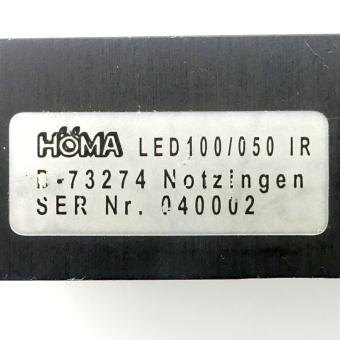 HÖMA LED100/050 IR
D-73274 Notzingen
SER Nr. 040002